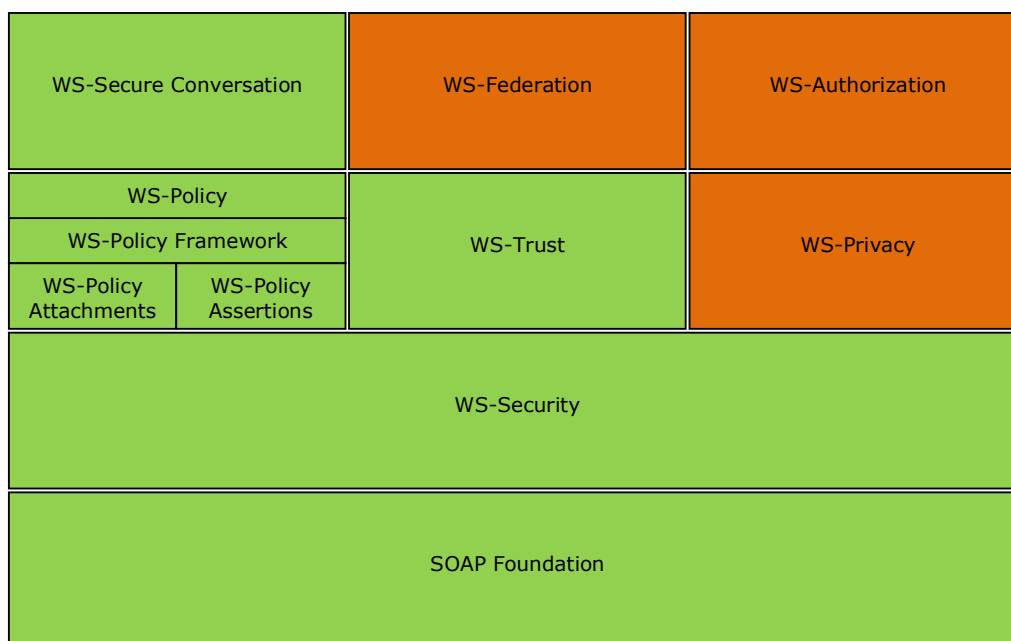 WS-Secure Conversation
WS-Federation
WS-Authorization
WS-Policy
WS-Policy Framework
WS-Policy
Attachments
WS-Policy
Assertions
WS-Trust
WS-Privacy
WS-Security
SOAP Foundation